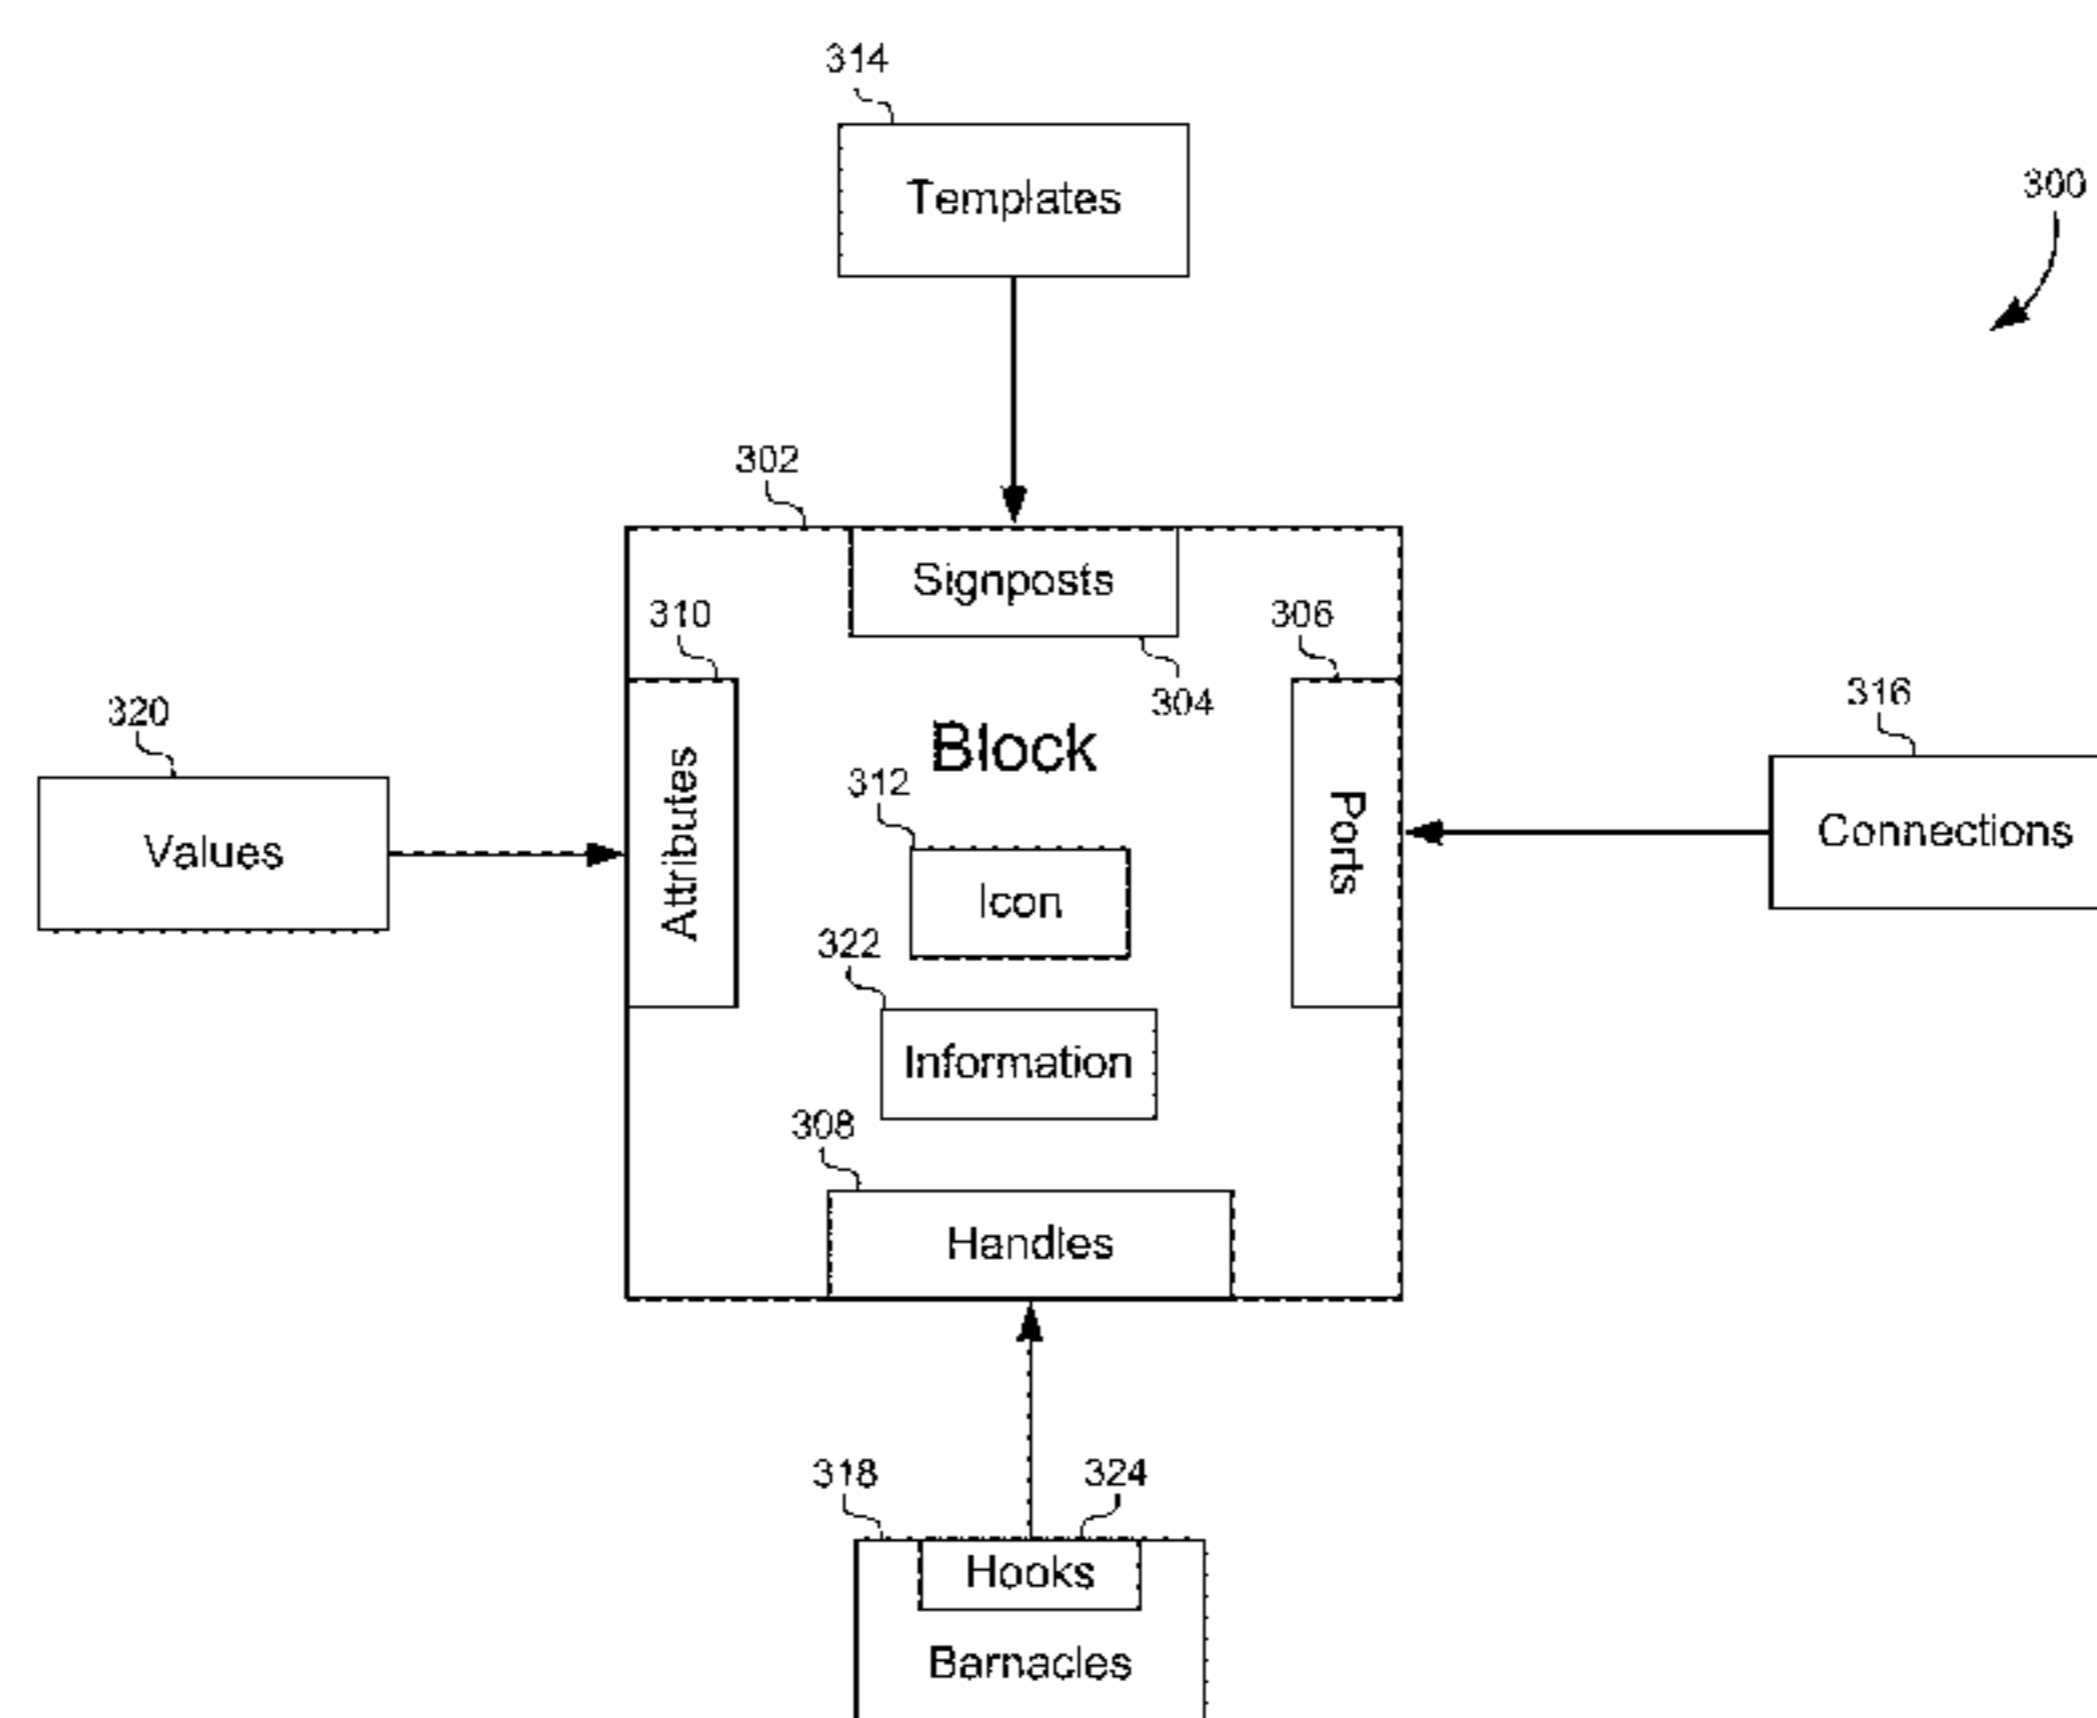 314
Templates
300
302
Signposts
310
306
304
320
316
Block
Attributes
312
Ports
Values
Connections
Icon
322
Information
308
Handles
318
324
Hooks
Barnacles